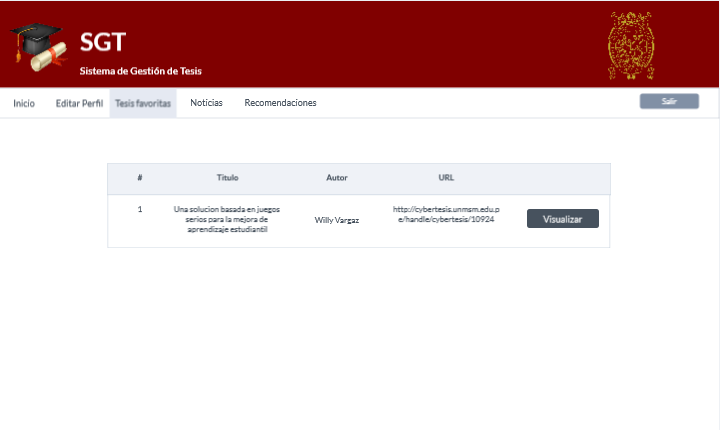 SGT
Sistema de Gestión de Tesis
Inicio Editar Perfil Tesis favoritas Noticias Recomendaciones Salir
# Título Autor URL
1 Una solucion basada en juegos serios para la mejora de aprendizaje estudiantil Willy Vargaz http://cybertesis.unmsm.edu.pe/handle/cybertesis/10924 Visualizar